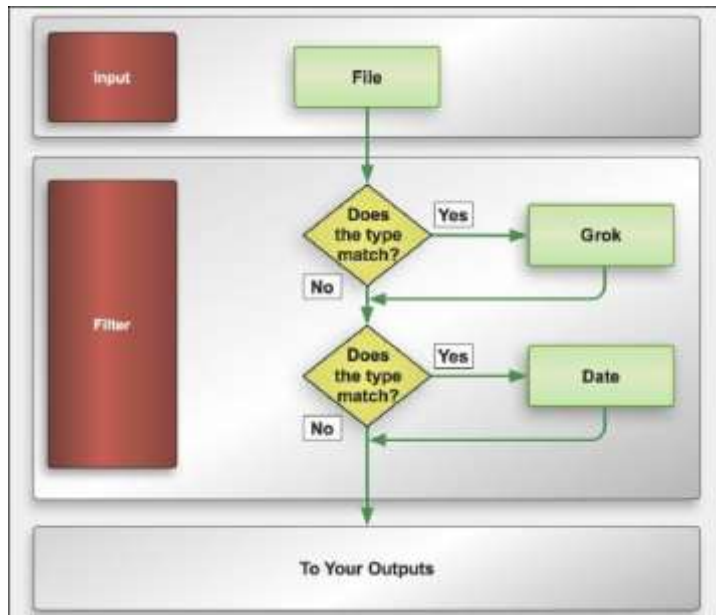 Input
File
Does
the type
match?
Yes
Grok
No
Filter
Does
the type
match?
Yes
Date
No
To Your Outputs